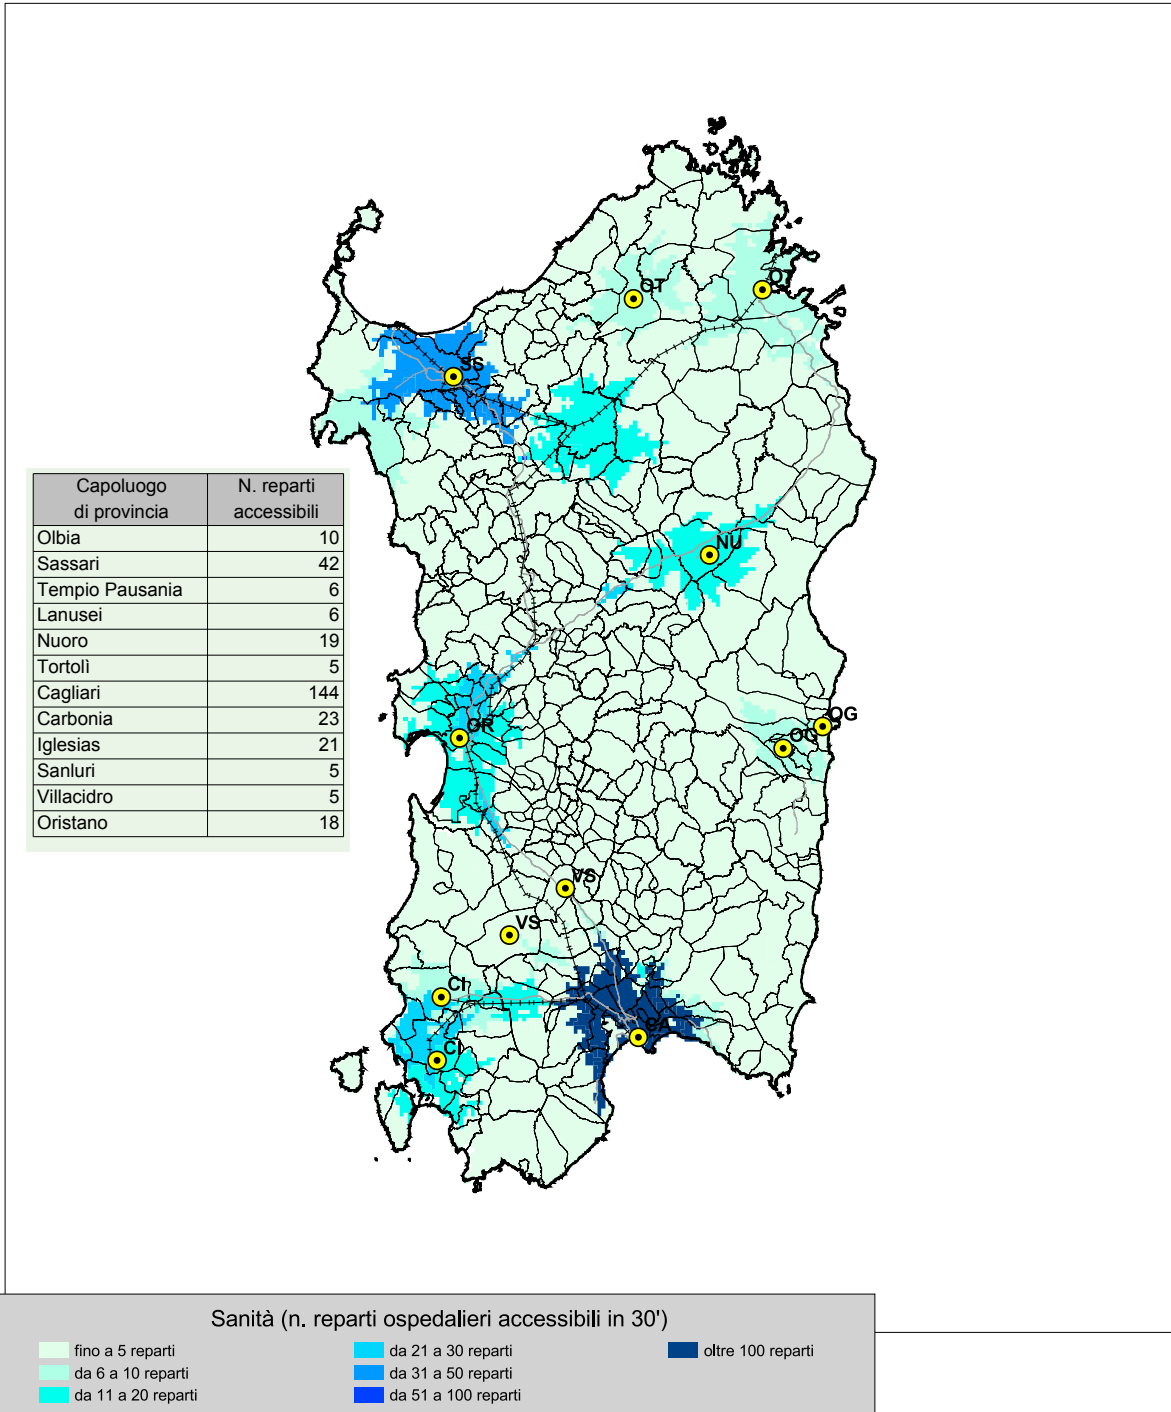 OT
OT
SS
Capoluogo di provincia N. reparti accessibili
Olbia 10
Sassari 42
Tempio Pausania 6
Lanusei 6
Nuoro 19
Tortolì 5
Cagliari 144
Carbonia 23
Iglesias 21
Sanluri 5
Villacidro 5
Oristano 18
NU
OG
OR
OG
VS
VS
CI
CA
CI
Sanità (n. reparti ospedalieri accessibili in 30')
fino a 5 reparti da 21 a 30 reparti oltre 100 reparti
da 6 a 10 reparti da 31 a 50 reparti
da 11 a 20 reparti da 51 a 100 reparti